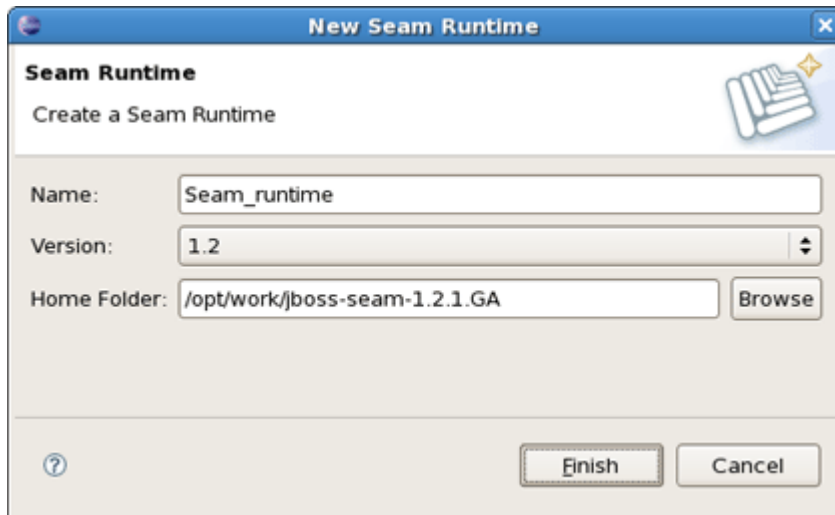 New Seam Runtime
Seam Runtime
Create a Seam Runtime
Name: Seam_runtime
Version: 1.2
Home Folder: /opt/work/jboss-seam-1.2.1.GA Browse
Finish Cancel